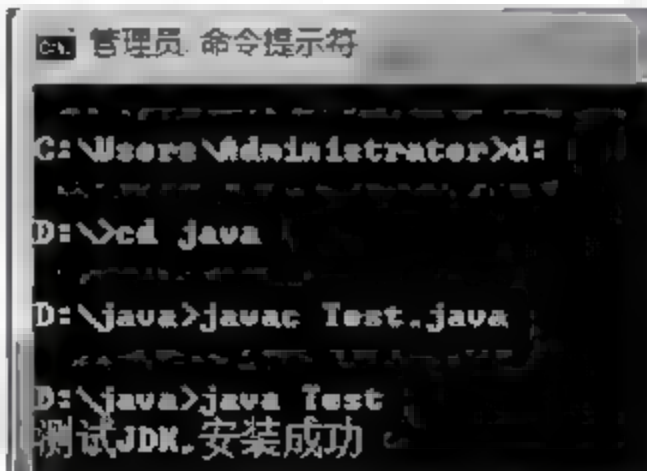 管理员 命令提示符
C:\Users\Administrator>d:
D:\>cd java
D:\java>javac Test.java
D:\java>java Test
测试JDK,安装成功